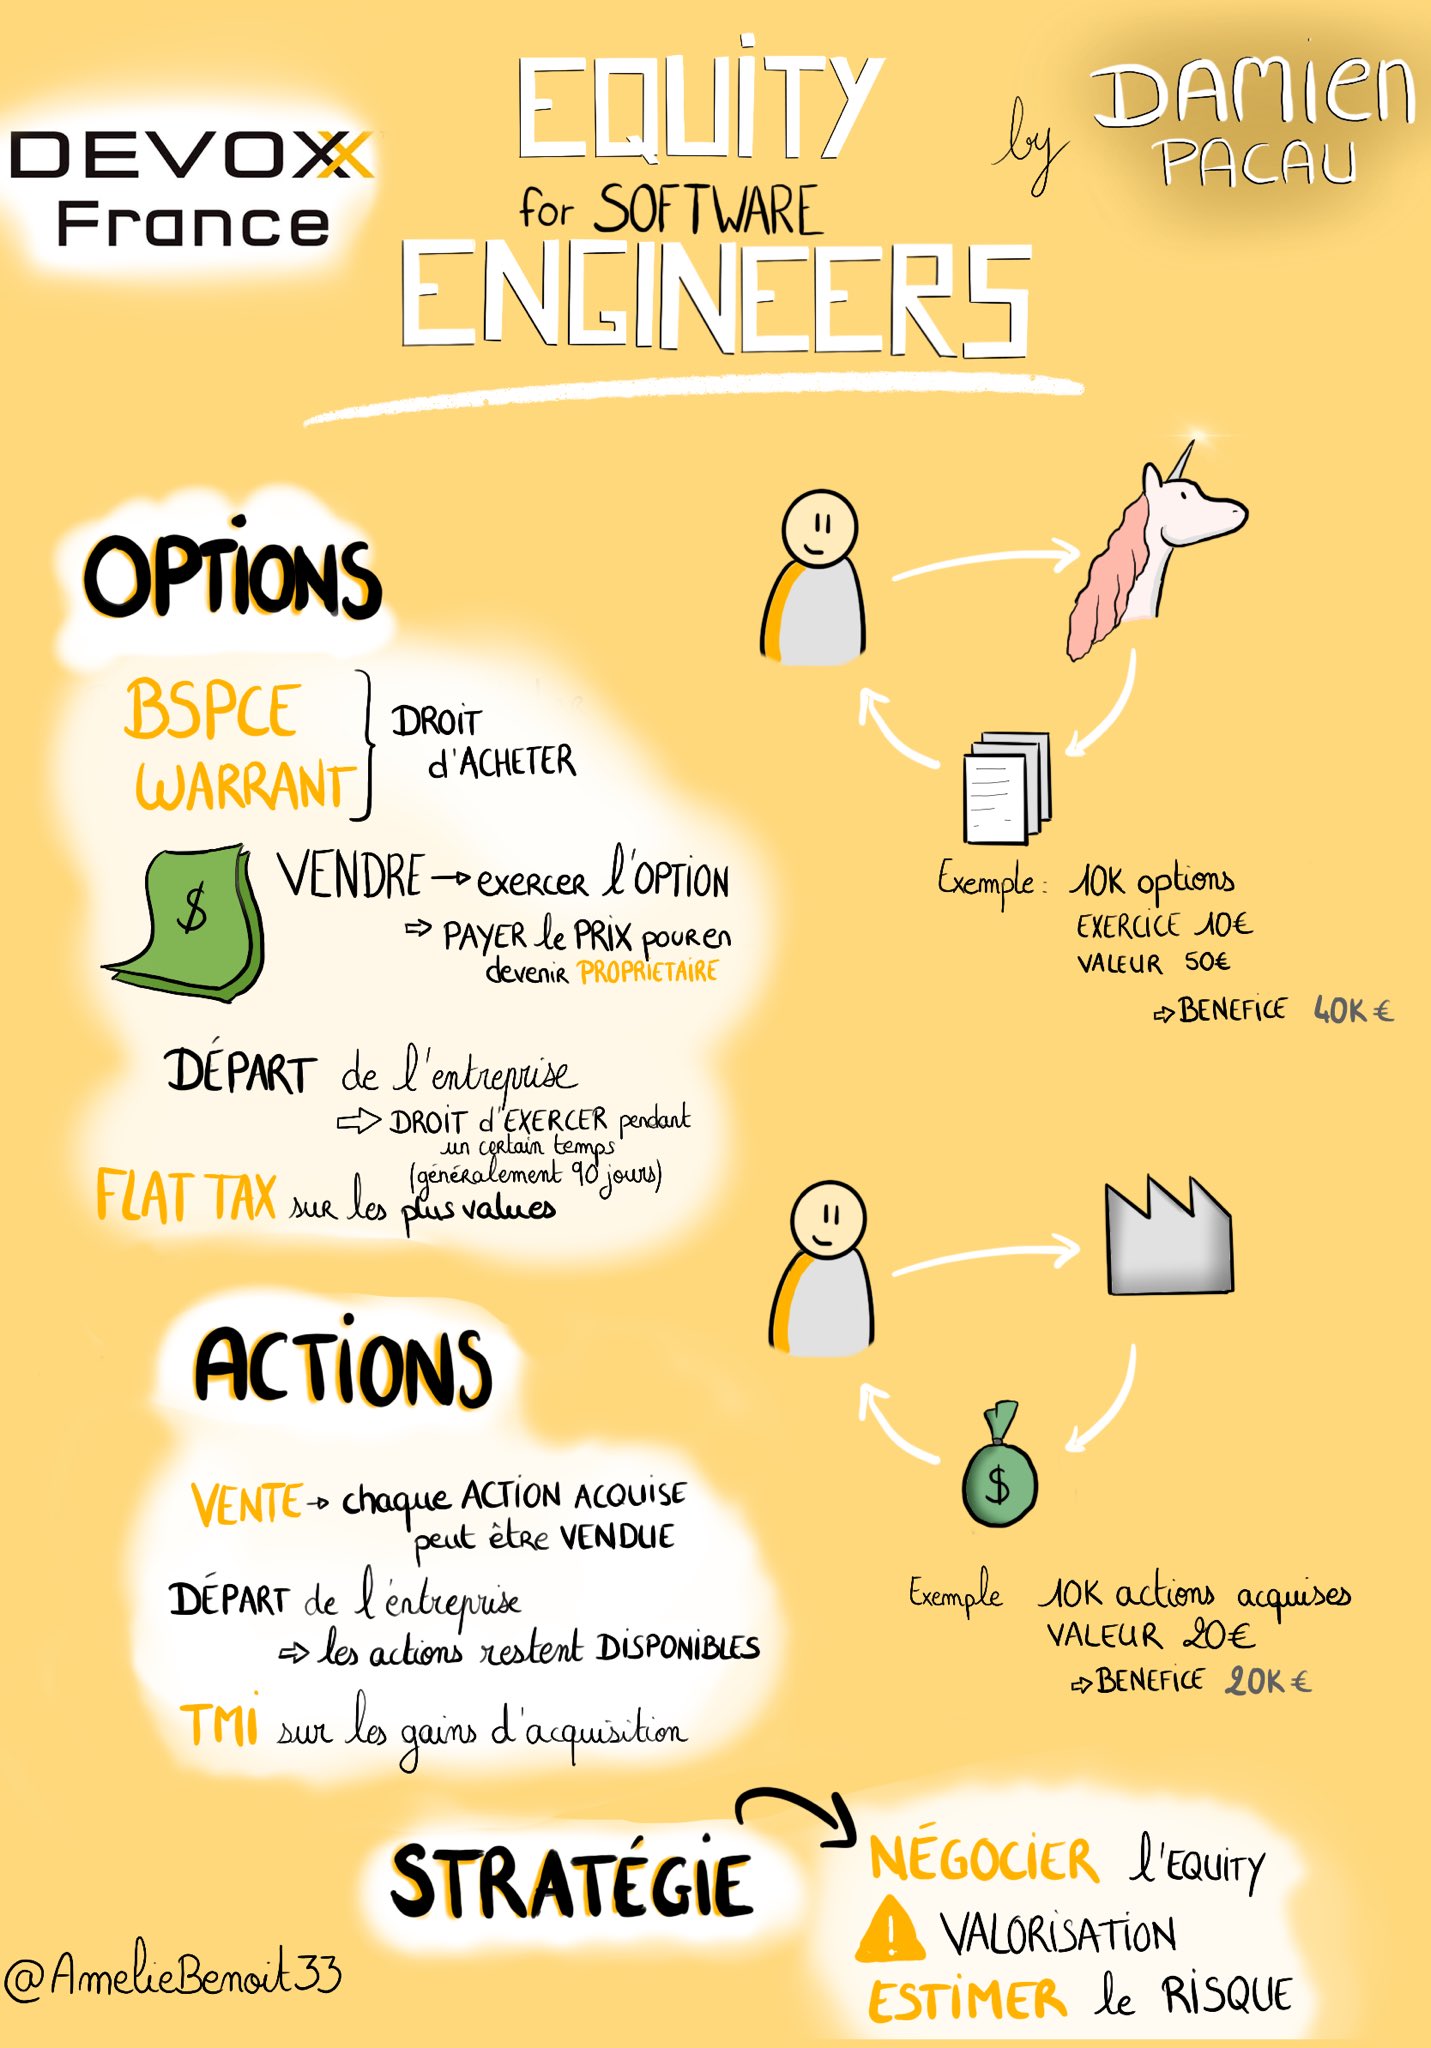 DEVOXX
France
EQUITY
for SOFTWARE
ENGINEERS
by DAMIEN
PACAU
OPTIONS
BSPCE
WARRANT
DROIT
d'ACHETER
$
VENDRE → exercer l'OPTION
⇨ PAYER le PRIX pour en
devenir PROPRIETAIRE
DÉPART de l'entreprise
⇨ DROIT d'EXERCER pendant
un certain temps
(généralement 90 jours)
FLAT TAX sur les plus values
Exemple : 10K options
EXERCICE 10€
VALEUR 50€
⇨ BENEFICE 40K €
ACTIONS
VENTE → chaque ACTION ACQUISE
peut être VENDUE
DÉPART de l'entreprise
⇨ les actions restent DISPONIBLES
TMI sur les gains d'acquisition
$
Exemple 10K actions acquises
VALEUR 20€
⇨ BENEFICE 20K €
STRATÉGIE
NÉGOCIER l'EQUITY
! VALORISATION
ESTIMER le RISQUE
@AmelieBenoit33